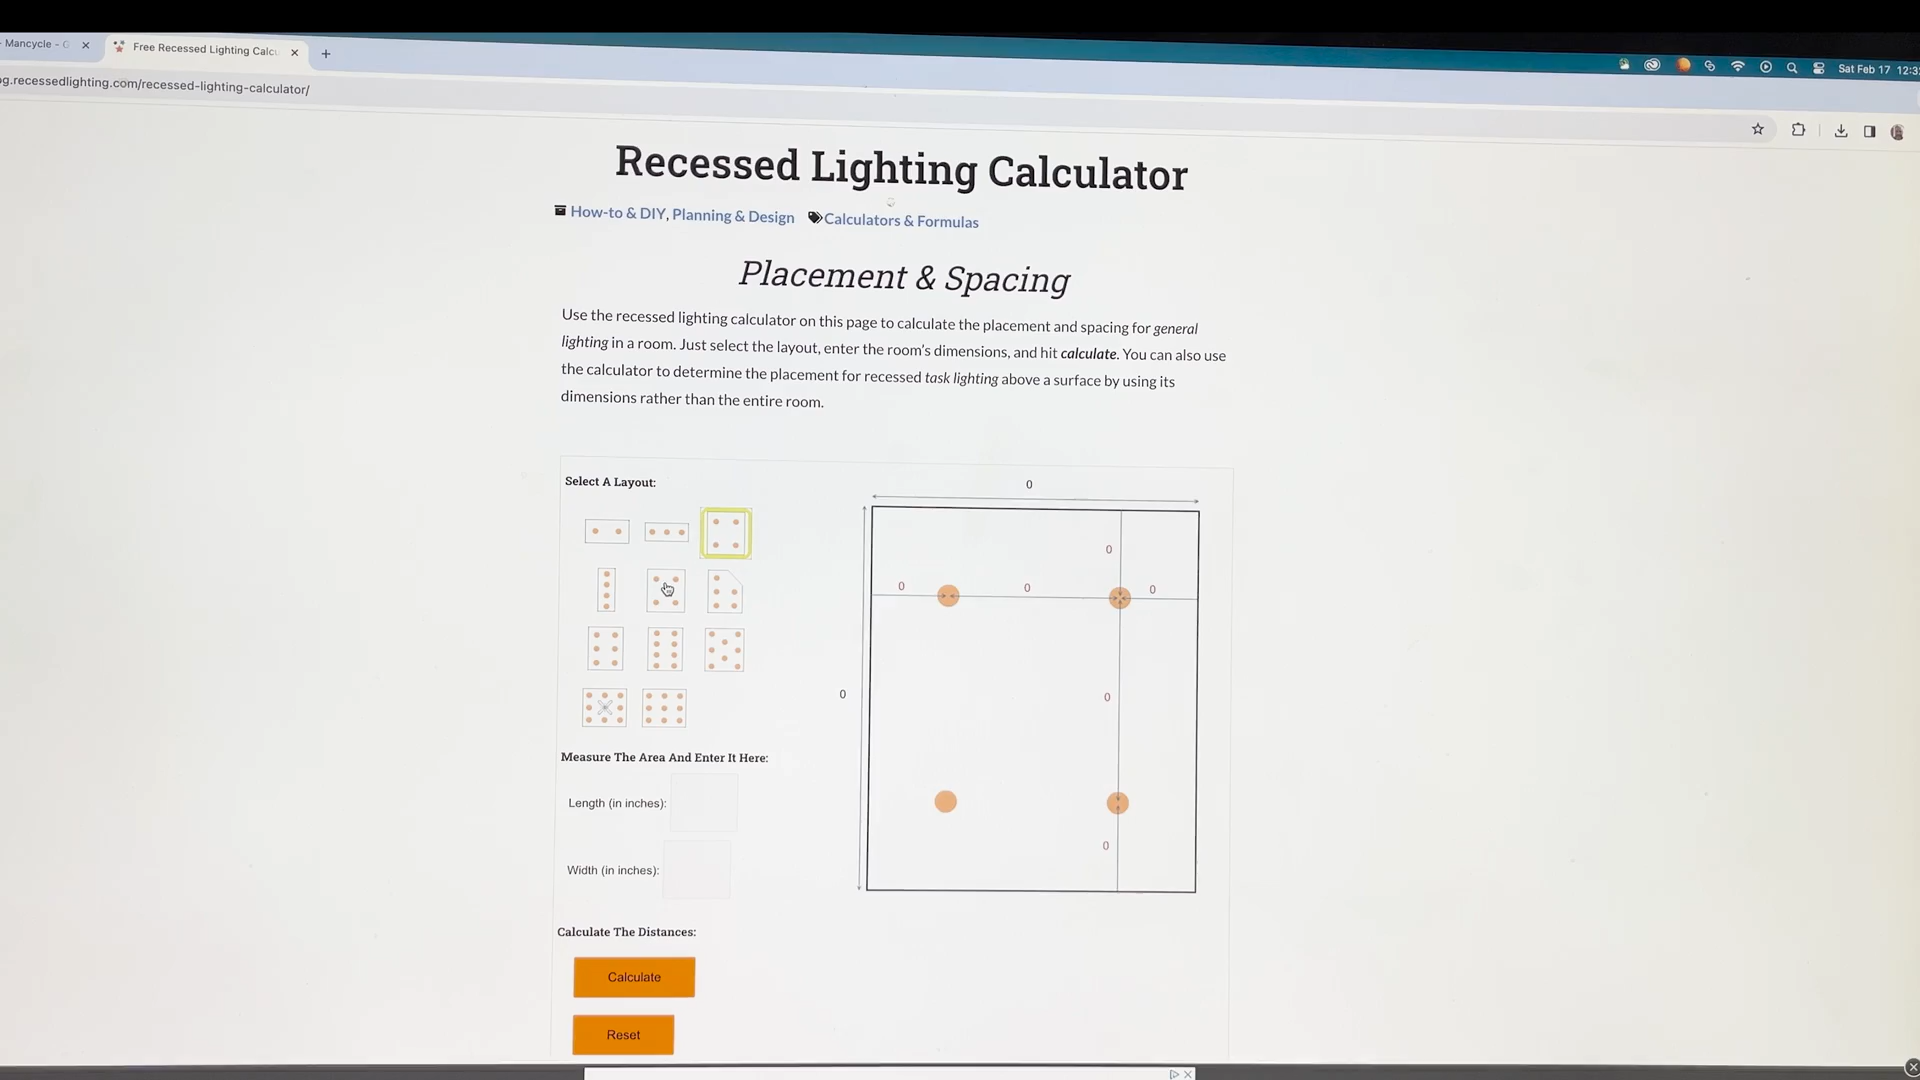 Mancycle -
Free Recessed Lighting Calc
Sat Feb 17 12:3
g.recessedlighting.com/recessed-lighting-calculator/
Recessed Lighting Calculator
How-to & DIY, Planning & Design Calculators & Formulas
Placement & Spacing
Use the recessed lighting calculator on this page to calculate the placement and spacing for general
lighting in a room. Just select the layout, enter the room's dimensions, and hit calculate. You can also use
the calculator to determine the placement for recessed task lighting above a surface by using its
dimensions rather than the entire room.
Select A Layout:
0
0
0
0
0
0
0
0
Measure The Area And Enter It Here:
Length (in inches):
Width (in inches):
Calculate The Distances:
Calculate
Reset